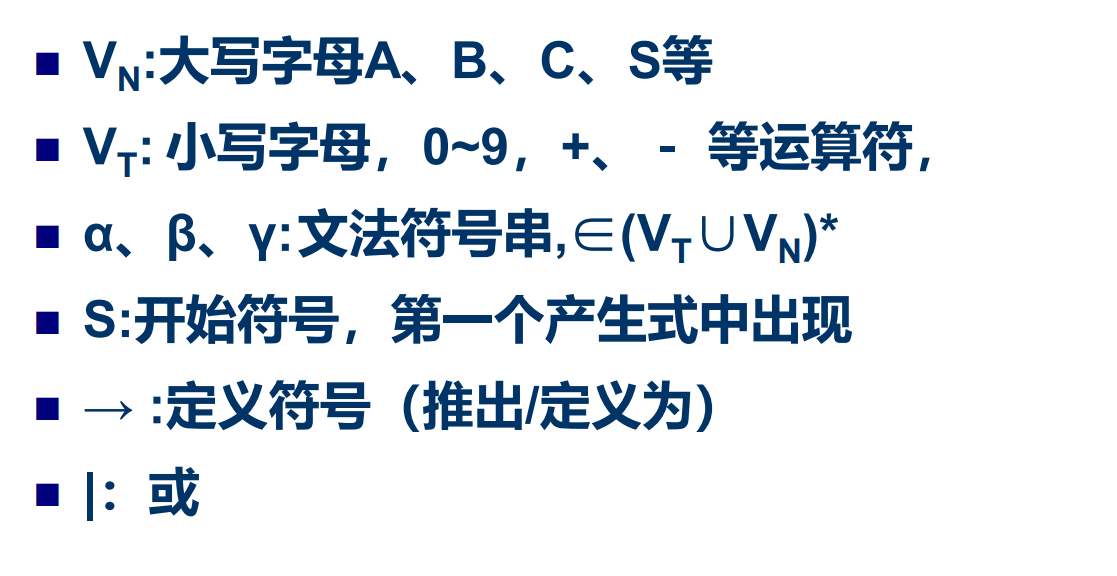 ■ V_N:大写字母A、B、C、S等
■ V_T: 小写字母，0~9，+、 - 等运算符，
■ α、β、γ:文法符号串,∈(V_T∪V_N)*
■ S:开始符号，第一个产生式中出现
■ → :定义符号（推出/定义为）
■ |：或